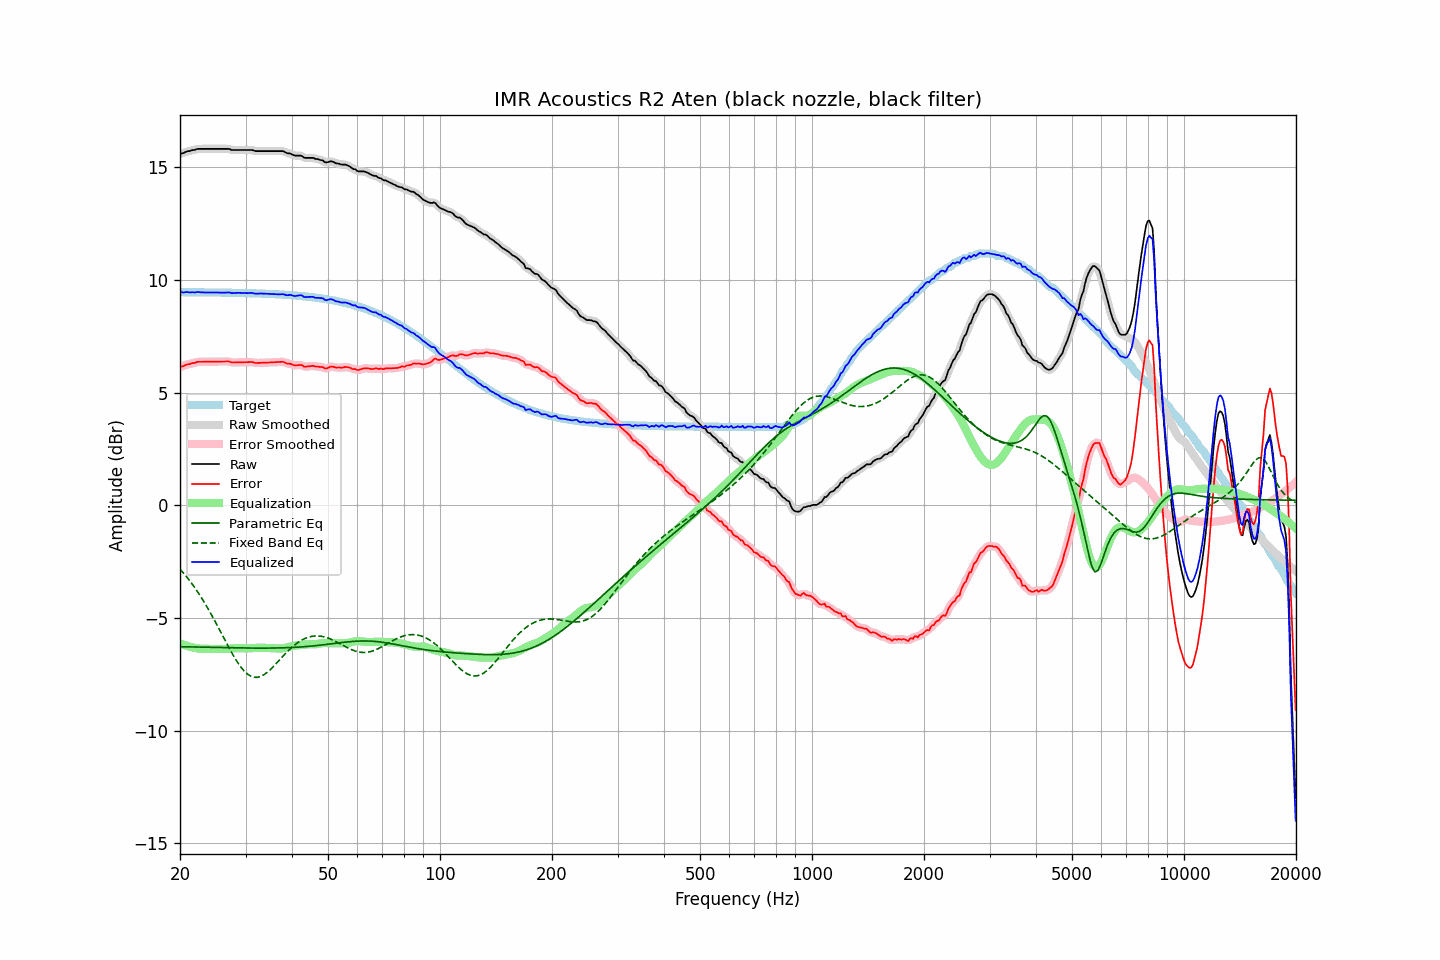 IMR Acoustics R2 Aten (black nozzle, black filter)
Amplitude (dBr)
15
10
5
0
−5
−10
−15
Target
Raw Smoothed
Error Smoothed
Raw
Error
Equalization
Parametric Eq
Fixed Band Eq
Equalized
20 50 100 200 500 1000 2000 5000 10000 20000
Frequency (Hz)